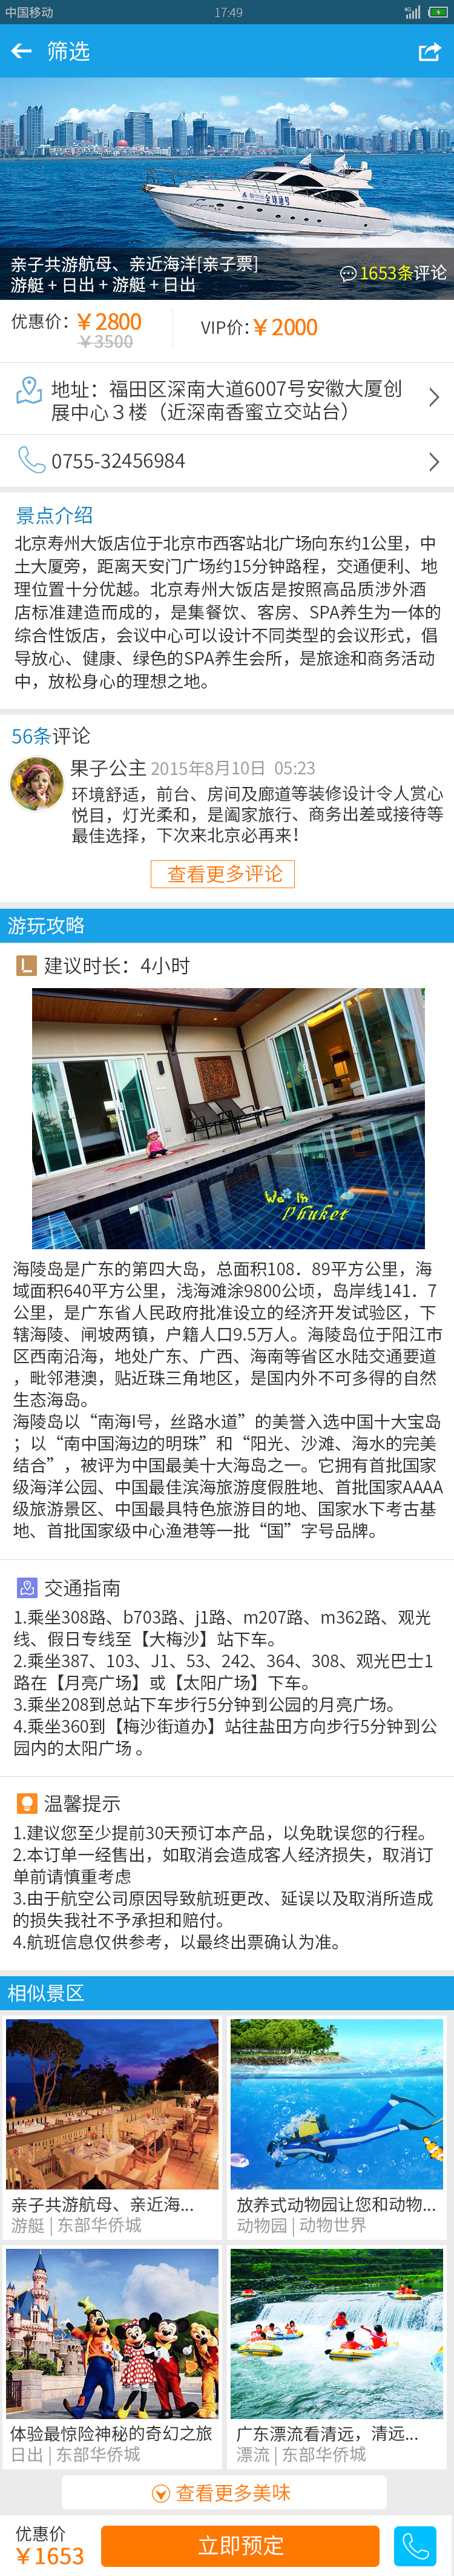 中国移动 17:49 4G
筛选
全球通号
亲子共游航母、亲近海洋[亲子票]
游艇 + 日出 + 游艇 + 日出
1653条评论
优惠价：￥2800
￥3500
VIP价：￥2000
地址：福田区深南大道6007号安徽大厦创
展中心３楼（近深南香蜜立交站台）
0755-32456984
景点介绍
北京寿州大饭店位于北京市西客站北广场向东约1公里，中
土大厦旁，距离天安门广场约15分钟路程，交通便利、地
理位置十分优越。北京寿州大饭店是按照高品质涉外酒
店标准建造而成的，是集餐饮、客房、SPA养生为一体的
综合性饭店，会议中心可以设计不同类型的会议形式，倡
导放心、健康、绿色的SPA养生会所，是旅途和商务活动
中，放松身心的理想之地。
56条评论
果子公主 2015年8月10日 05:23
环境舒适，前台、房间及廊道等装修设计令人赏心
悦目，灯光柔和，是阖家旅行、商务出差或接待等
最佳选择，下次来北京必再来！
查看更多评论
游玩攻略
建议时长：4小时
We in
Phuket
海陵岛是广东的第四大岛，总面积108．89平方公里，海
域面积640平方公里，浅海滩涂9800公顷，岛岸线141．7
公里，是广东省人民政府批准设立的经济开发试验区，下
辖海陵、闸坡两镇，户籍人口9.5万人。海陵岛位于阳江市
区西南沿海，地处广东、广西、海南等省区水陆交通要道
，毗邻港澳，贴近珠三角地区，是国内外不可多得的自然
生态海岛。
海陵岛以“南海I号，丝路水道”的美誉入选中国十大宝岛
；以“南中国海边的明珠”和“阳光、沙滩、海水的完美
结合”，被评为中国最美十大海岛之一。它拥有首批国家
级海洋公园、中国最佳滨海旅游度假胜地、首批国家AAAA
级旅游景区、中国最具特色旅游目的地、国家水下考古基
地、首批国家级中心渔港等一批“国”字号品牌。
交通指南
1.乘坐308路、b703路、j1路、m207路、m362路、观光
线、假日专线至【大梅沙】站下车。
2.乘坐387、103、J1、53、242、364、308、观光巴士1
路在【月亮广场】或【太阳广场】下车。
3.乘坐208到总站下车步行5分钟到公园的月亮广场。
4.乘坐360到【梅沙街道办】站往盐田方向步行5分钟到公
园内的太阳广场 。
温馨提示
1.建议您至少提前30天预订本产品，以免耽误您的行程。
2.本订单一经售出，如取消会造成客人经济损失，取消订
单前请慎重考虑
3.由于航空公司原因导致航班更改、延误以及取消所造成
的损失我社不予承担和赔付。
4.航班信息仅供参考，以最终出票确认为准。
相似景区
亲子共游航母、亲近海...
游艇 | 东部华侨城
放养式动物园让您和动物...
动物园 | 动物世界
体验最惊险神秘的奇幻之旅
日出 | 东部华侨城
广东漂流看清远，清远...
漂流 | 东部华侨城
查看更多美味
优惠价
￥1653
立即预定